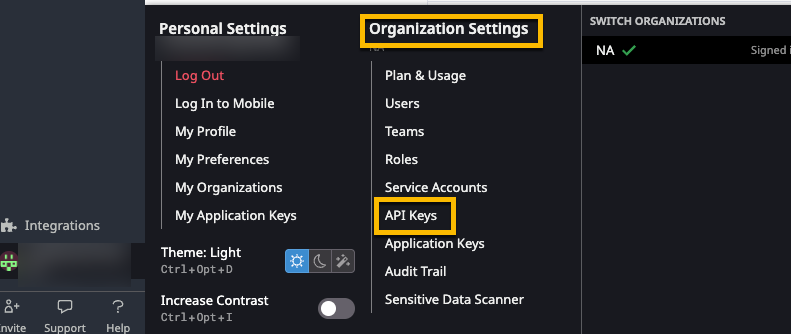 Personal Settings
Log Out
Log In to Mobile
My Profile
My Preferences
My Organizations
My Application Keys
Theme: Light
Ctrl+Opt+D
Increase Contrast
Ctrl+Opt+I
Organization Settings
NA
Plan & Usage
Users
Teams
Roles
Service Accounts
API Keys
Application Keys
Audit Trail
Sensitive Data Scanner
SWITCH ORGANIZATIONS
NA
Signed i
Integrations
nvite
Support
Help